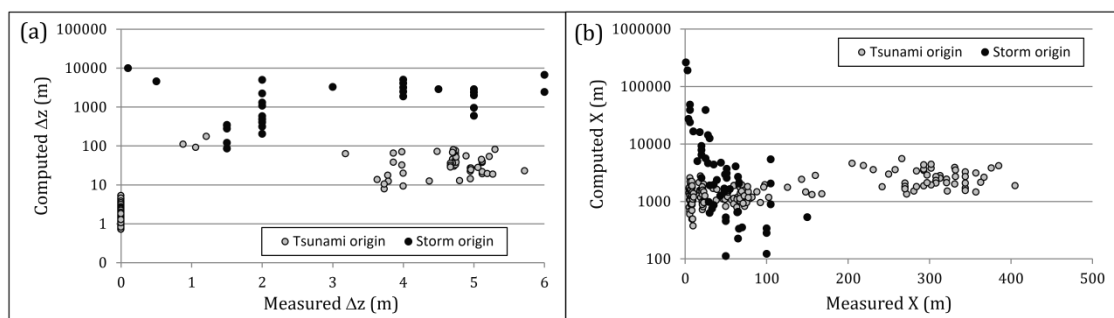 (a)
100000
10000
1000
100
10
1
0
Computed Δz (m)
Tsunami origin
Storm origin
0 1 2 3 4 5 6
Measured Δz (m)
(b)
1000000
100000
10000
1000
100
Computed X (m)
Tsunami origin
Storm origin
0 100 200 300 400 500
Measured X (m)